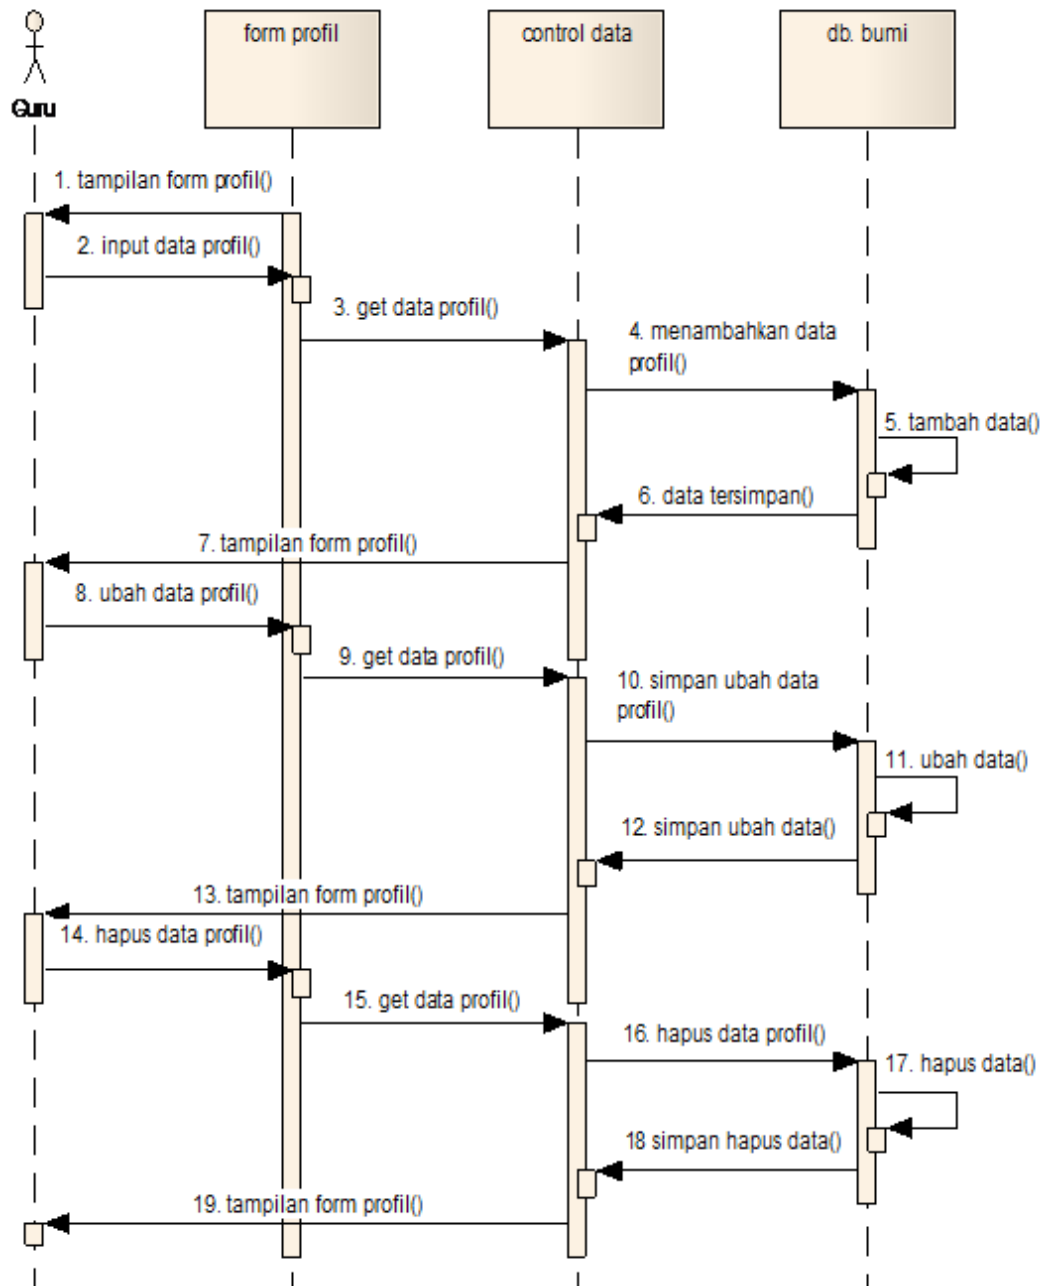 form profil
control data
db. bumi
Guru
1. tampilan form profil()
2. input data profil()
3. get data profil()
4. menambahkan data
profil()
5. tambah data()
6. data tersimpan()
7. tampilan form profil()
8. ubah data profil()
9. get data profil()
10. simpan ubah data
profil()
11. ubah data()
12. simpan ubah data()
13. tampilan form profil()
14. hapus data profil()
15. get data profil()
16. hapus data profil()
17. hapus data()
18 simpan hapus data()
19. tampilan form profil()